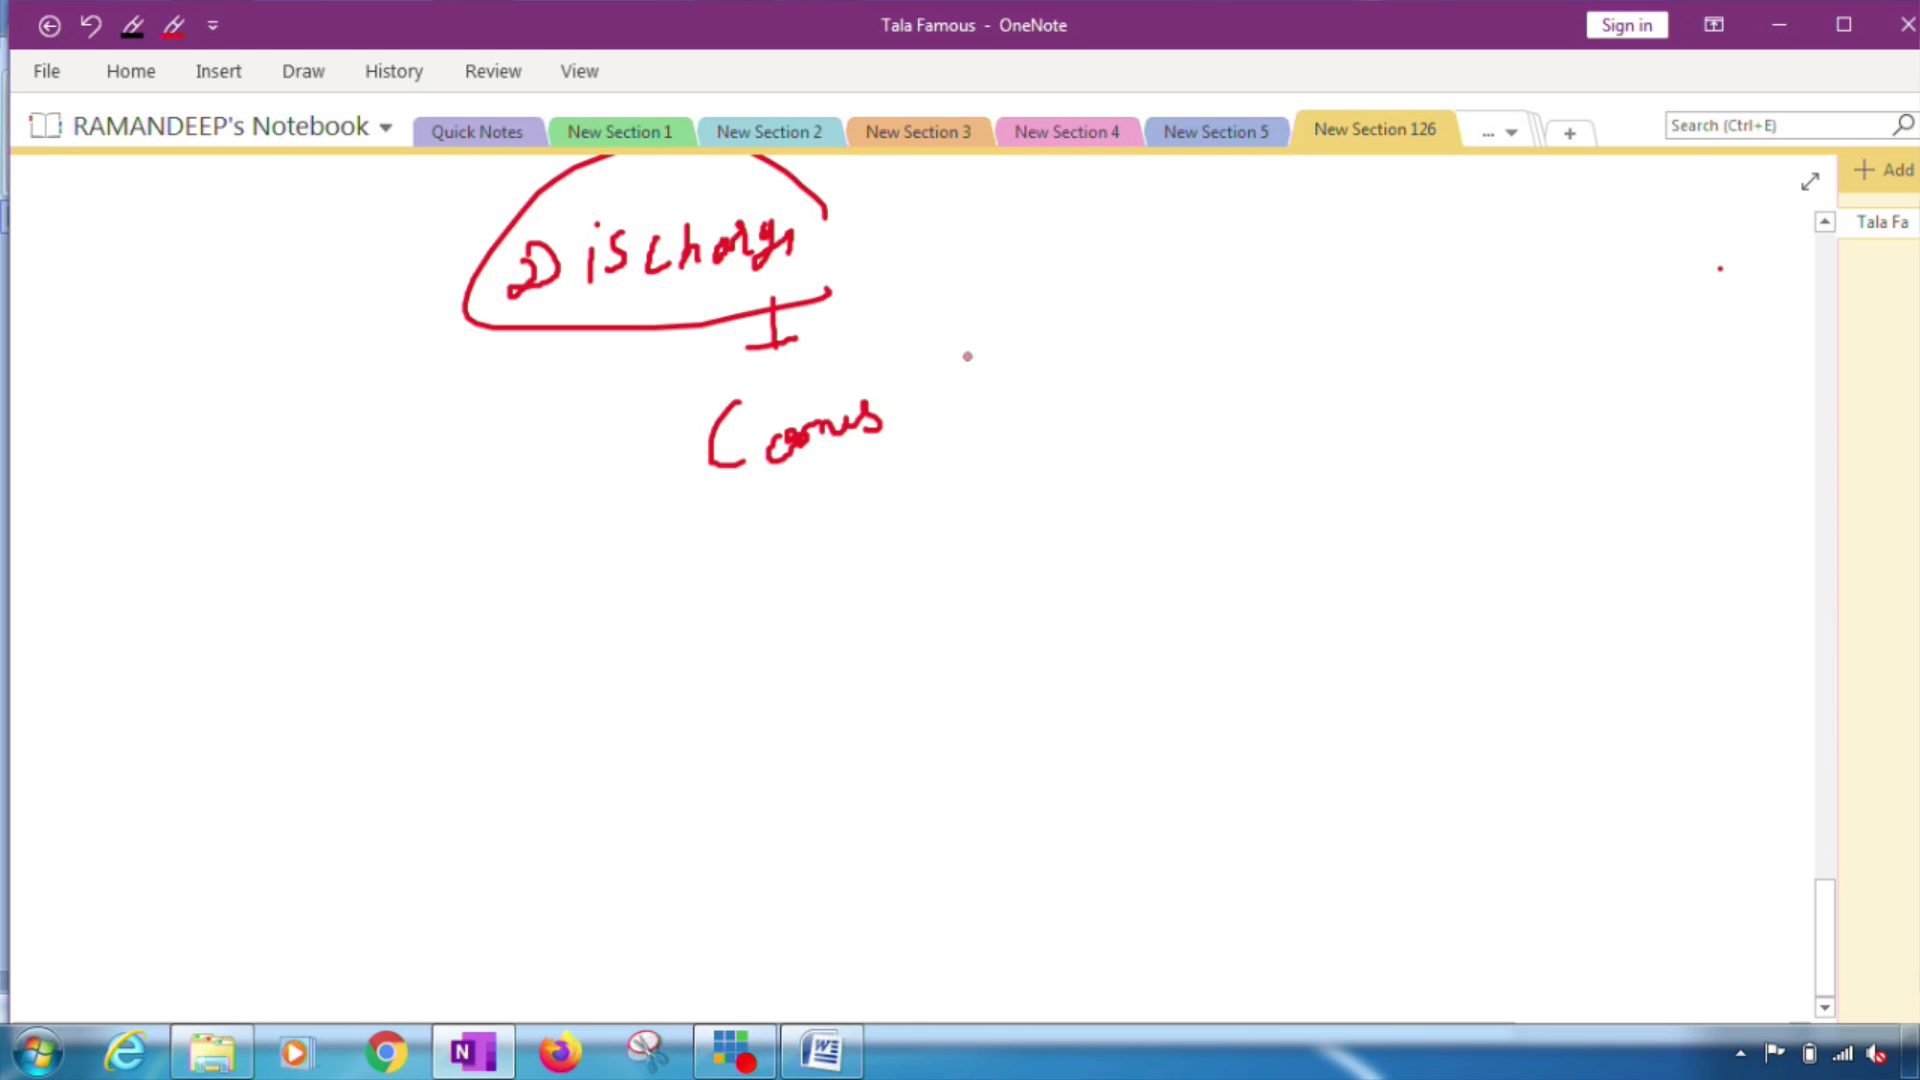 Tala Famous - OneNote
Sign in
File Home Insert Draw History Review View
RAMANDEEP's Notebook
Quick Notes New Section 1 New Section 2 New Section 3 New Section 4 New Section 5 New Section 126 ...
Search (Ctrl+E)
Add
Tala Fa
Discharge